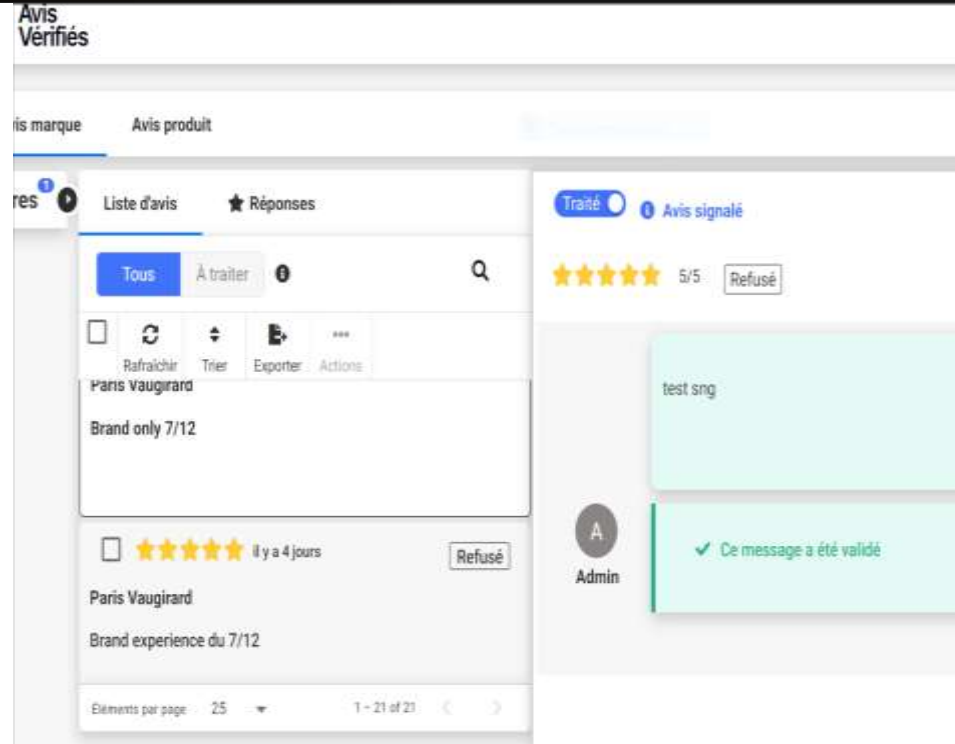 Avis
Vérifiés
is marque
Avis produit
res
1
Liste d'avis
Réponses
Tous
À traiter
Rafraîchir
Trier
Exporter
Actions
Paris Vaugirard
Brand only 7/12
il y a 4 jours
Refusé
Paris Vaugirard
Brand experience du 7/12
Éléments par page
25
1 - 21 of 21
Traité
Avis signalé
5/5
Refusé
test sng
A
Admin
Ce message a été validé